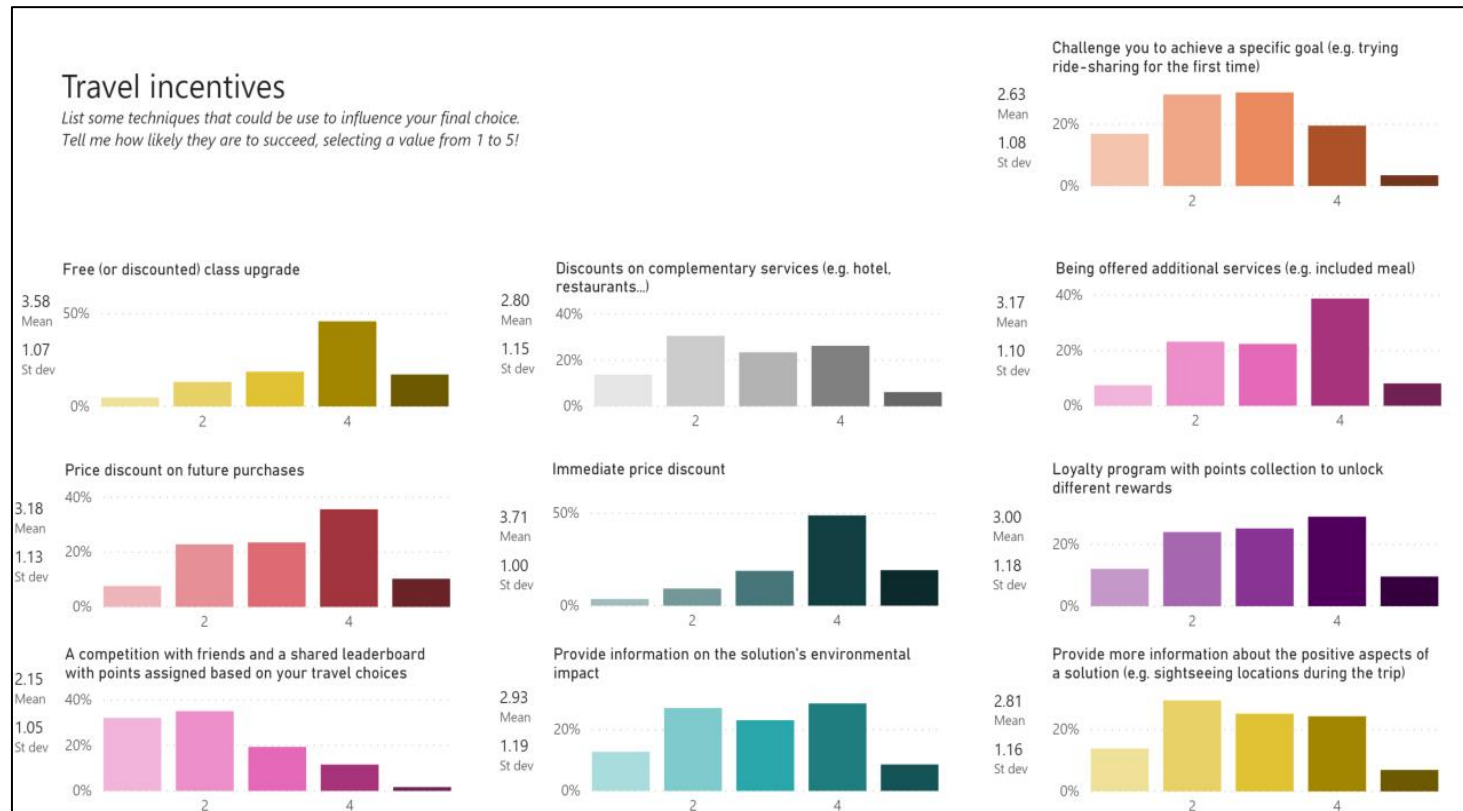 Travel incentives
List some techniques that could be use to influence your final choice.
Tell me how likely they are to succeed, selecting a value from 1 to 5!
Challenge you to achieve a specific goal (e.g. trying
ride-sharing for the first time)
2.63
Mean
1.08
St dev
20%
0%
2
4
Free (or discounted) class upgrade
3.58
Mean
1.07
St dev
50%
0%
2
4
Discounts on complementary services (e.g. hotel,
restaurants...)
2.80
Mean
1.15
St dev
40%
20%
0%
2
4
Being offered additional services (e.g. included meal)
3.17
Mean
1.10
St dev
40%
20%
0%
2
4
Price discount on future purchases
3.18
Mean
1.13
St dev
40%
20%
0%
2
4
Immediate price discount
3.71
Mean
1.00
St dev
50%
0%
2
4
Loyalty program with points collection to unlock
different rewards
3.00
Mean
1.18
St dev
20%
0%
2
4
A competition with friends and a shared leaderboard
with points assigned based on your travel choices
2.15
Mean
1.05
St dev
40%
20%
0%
2
4
Provide information on the solution's environmental
impact
2.93
Mean
1.19
St dev
20%
0%
2
4
Provide more information about the positive aspects of
a solution (e.g. sightseeing locations during the trip)
2.81
Mean
1.16
St dev
20%
0%
2
4